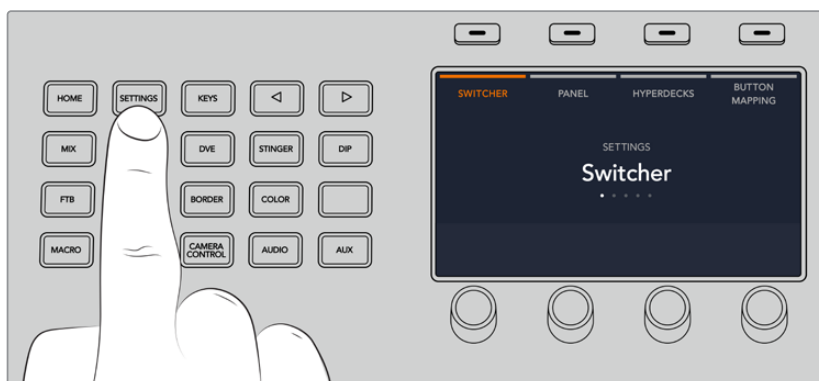 HOME
SETTINGS
KEYS
MIX
DVE
STINGER
DIP
FTB
BORDER
COLOR
MACRO
CAMERA
CONTROL
AUDIO
AUX
SWITCHER
PANEL
HYPERDECKS
BUTTON
MAPPING
SETTINGS
Switcher